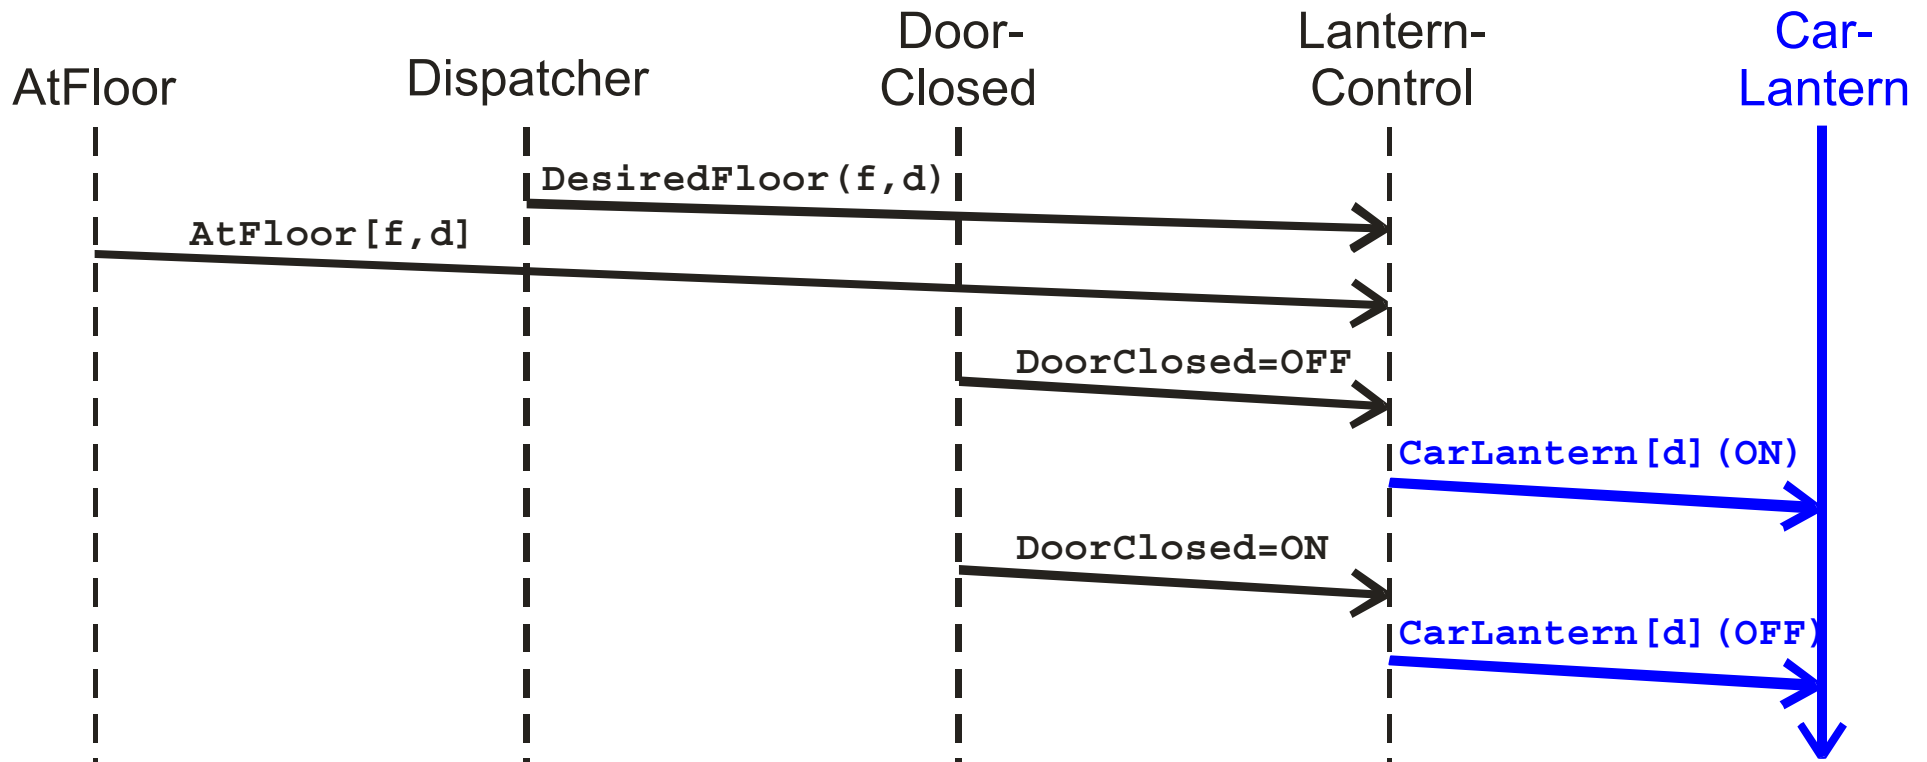 AtFloor
Dispatcher
Door-
Closed
Lantern-
Control
Car-
Lantern
DesiredFloor(f,d)
AtFloor[f,d]
DoorClosed=OFF
CarLantern[d](ON)
DoorClosed=ON
CarLantern[d](OFF)